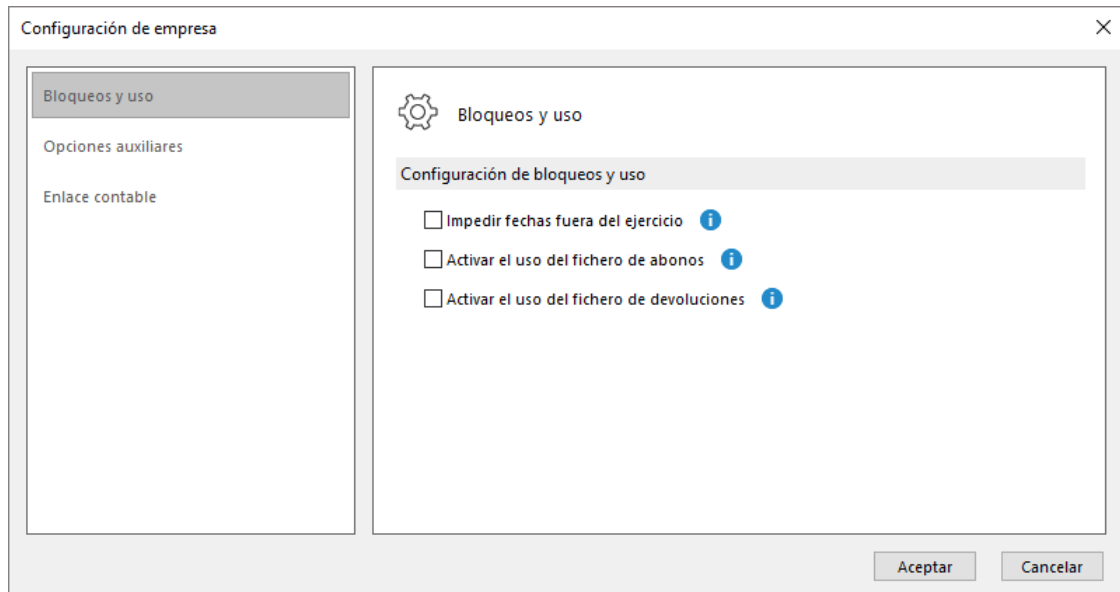 Configuración de empresa
Bloqueos y uso
Opciones auxiliares
Enlace contable
Bloqueos y uso
Configuración de bloqueos y uso
Impedir fechas fuera del ejercicio
Activar el uso del fichero de abonos
Activar el uso del fichero de devoluciones
Aceptar
Cancelar